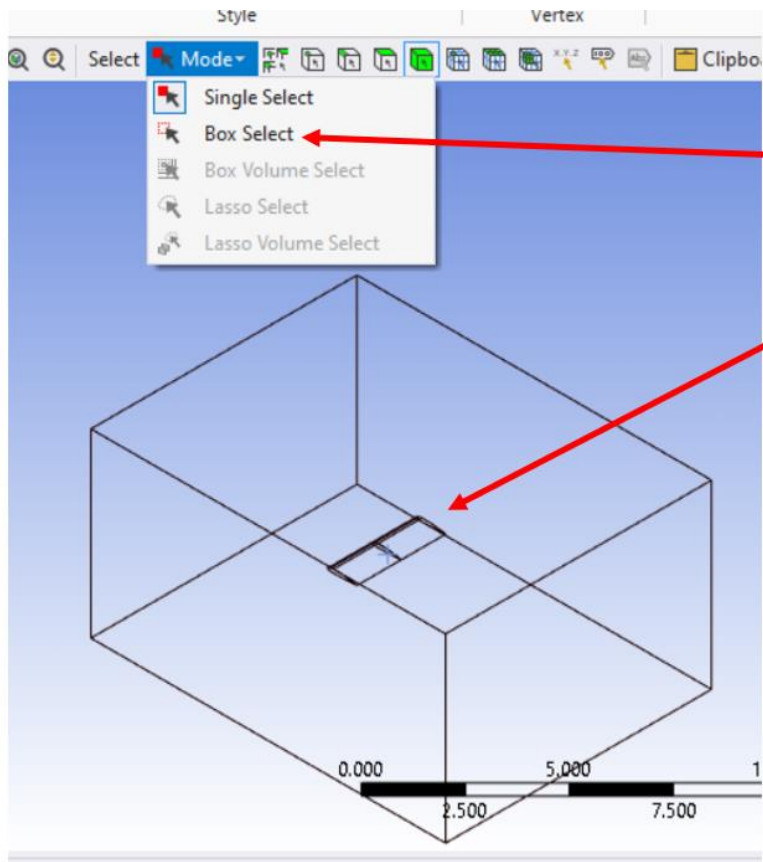 Style Vertex
Select Mode Clipbo
Single Select
Box Select
Box Volume Select
Lasso Select
Lasso Volume Select
0.000 5.000 1
2.500 7.500